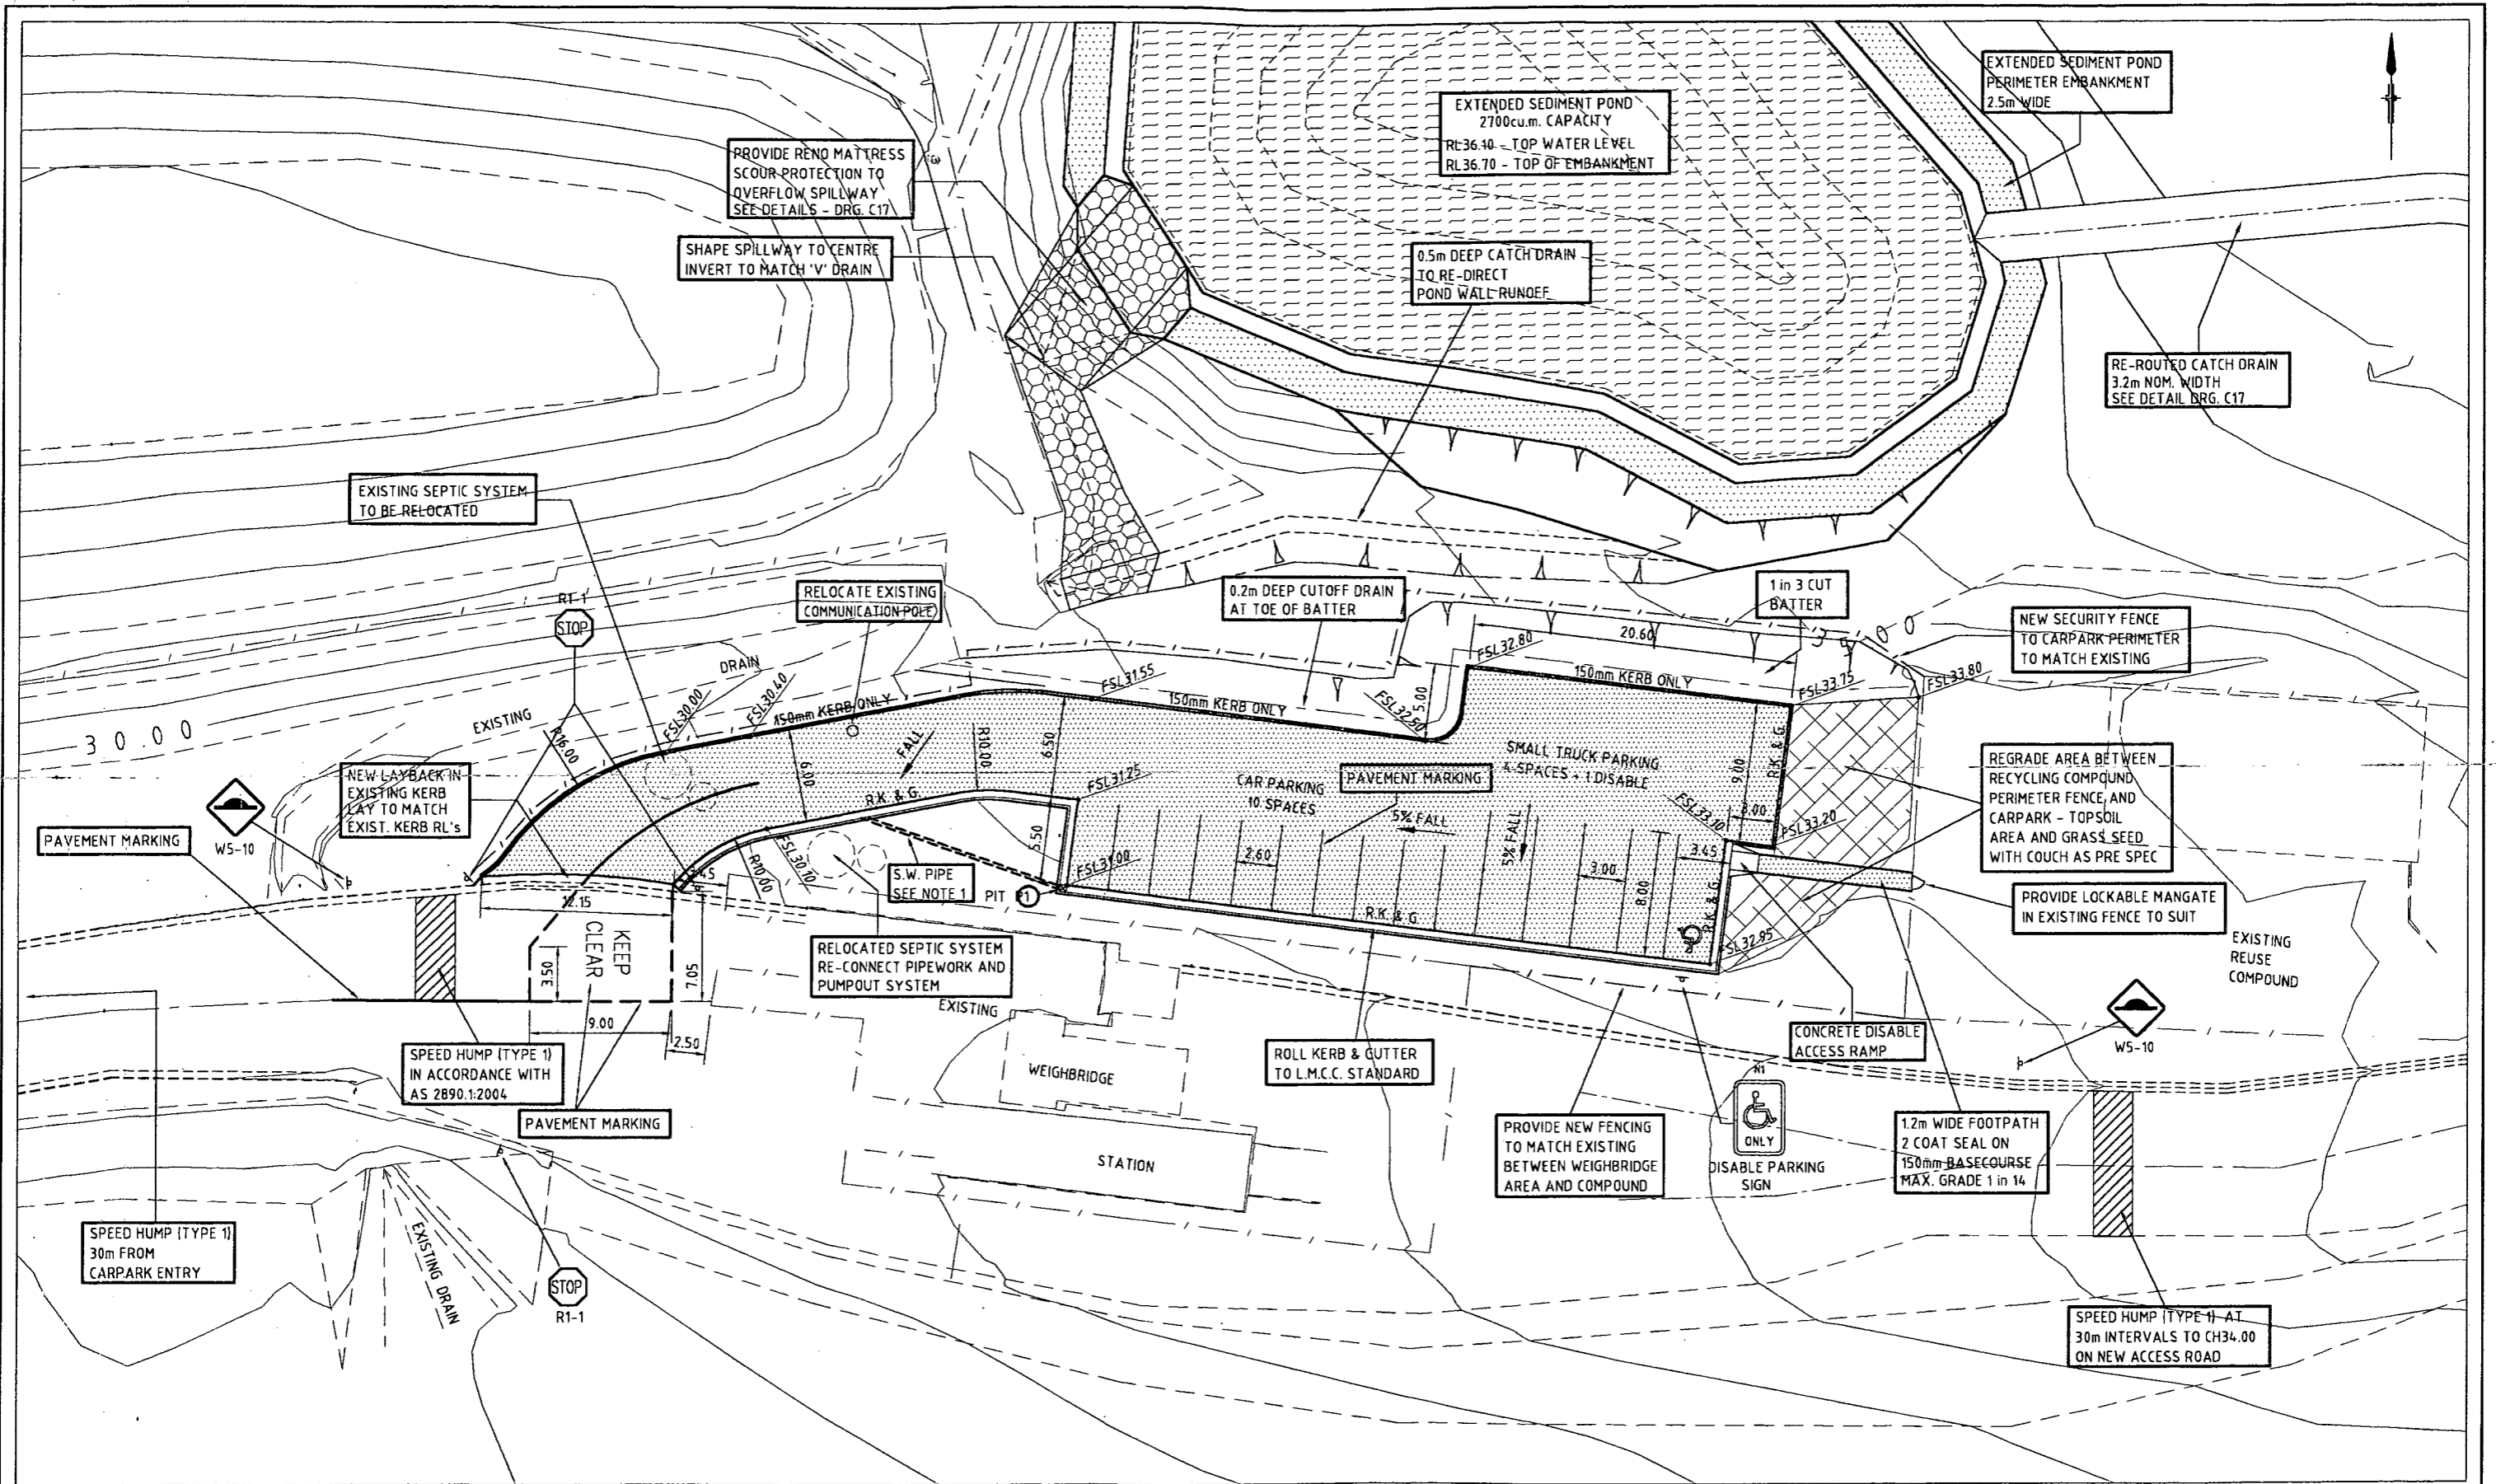 EXTENDED SEDIMENT POND
PERIMETER EMBANKMENT
2.5m WIDE
EXTENDED SEDIMENT POND
2700cu.m. CAPACITY
RL36.10 - TOP WATER LEVEL
RL36.70 - TOP OF EMBANKMENT
PROVIDE RENO MATTRESS
SCOUR PROTECTION TO
OVERFLOW SPILLWAY
SEE DETAILS - DRG. C17
SHAPE SPILLWAY TO CENTRE
INVERT TO MATCH 'V' DRAIN
0.5m DEEP CATCH DRAIN
TO RE-DIRECT
POND WALL RUNOFF
RE-ROUTED CATCH DRAIN
3.2m NOM. WIDTH
SEE DETAIL DRG. C17
EXISTING SEPTIC SYSTEM
TO BE RELOCATED
R1-1
STOP
RELOCATE EXISTING
COMMUNICATION POLE
0.2m DEEP CUTOFF DRAIN
AT TOE OF BATTER
1 in 3 CUT
BATTER
NEW SECURITY FENCE
TO CARPARK PERIMETER
TO MATCH EXISTING
20.60
FSL32.80
DRAIN
EXISTING
FSL30.00
FSL30.40
FSL31.55
150mm KERB ONLY
150mm KERB ONLY
150mm KERB ONLY
FSL32.50
5.00
FSL33.75
FSL33.80
30.00
R16.00
6.00
FALL
R10.00
6.50
FSL31.25
SMALL TRUCK PARKING
4 SPACES + 1 DISABLE
PAVEMENT MARKING
CAR PARKING
10 SPACES
9.00
R.K. & G.
REGRADE AREA BETWEEN
RECYCLING COMPOUND
PERIMETER FENCE AND
CARPARK - TOPSOIL
AREA AND GRASS SEED
WITH COUCH AS PRE SPEC
NEW LAYBACK IN
EXISTING KERB
LAY TO MATCH
EXIST. KERB RL's
PAVEMENT MARKING
W5-10
R.K. & G.
5.50
FSL31.00
5% FALL
5% FALL
FSL33.10
3.00
FSL33.20
2.60
3.00
3.45
8.00
R.K. & G.
R.K. & G.
FSL32.95
FSL30.10
R10.00
S.W. PIPE
SEE NOTE 1
PIT P1
PROVIDE LOCKABLE MANGATE
IN EXISTING FENCE TO SUIT
12.15
KEEP
CLEAR
3.50
7.05
9.00
2.50
RELOCATED SEPTIC SYSTEM
RE-CONNECT PIPEWORK AND
PUMPOUT SYSTEM
EXISTING
EXISTING
REUSE
COMPOUND
W5-10
SPEED HUMP (TYPE 1)
IN ACCORDANCE WITH
AS 2890.1:2004
PAVEMENT MARKING
WEIGHBRIDGE
STATION
ROLL KERB & GUTTER
TO L.M.C.C. STANDARD
CONCRETE DISABLE
ACCESS RAMP
PROVIDE NEW FENCING
TO MATCH EXISTING
BETWEEN WEIGHBRIDGE
AREA AND COMPOUND
N1
ONLY
DISABLE PARKING
SIGN
1.2m WIDE FOOTPATH
2 COAT SEAL ON
150mm BASECOURSE
MAX. GRADE 1 in 14
SPEED HUMP (TYPE 1)
30m FROM
CARPARK ENTRY
EXISTING DRAIN
STOP
R1-1
SPEED HUMP (TYPE 1) AT
30m INTERVALS TO CH34.00
ON NEW ACCESS ROAD